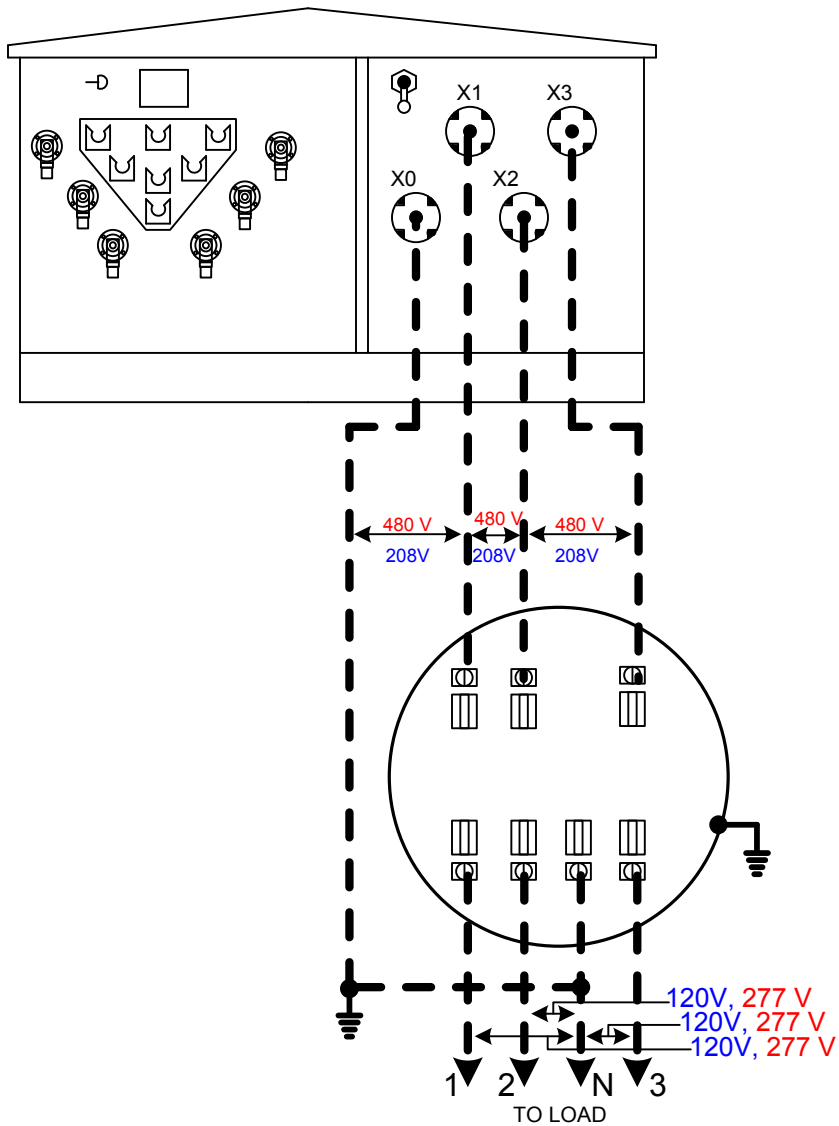 X1 X3
X0 X2
480 V 480 V 480 V
208V 208V 208V
120V, 277 V
120V, 277 V
120V, 277 V
1 2 N 3
TO LOAD